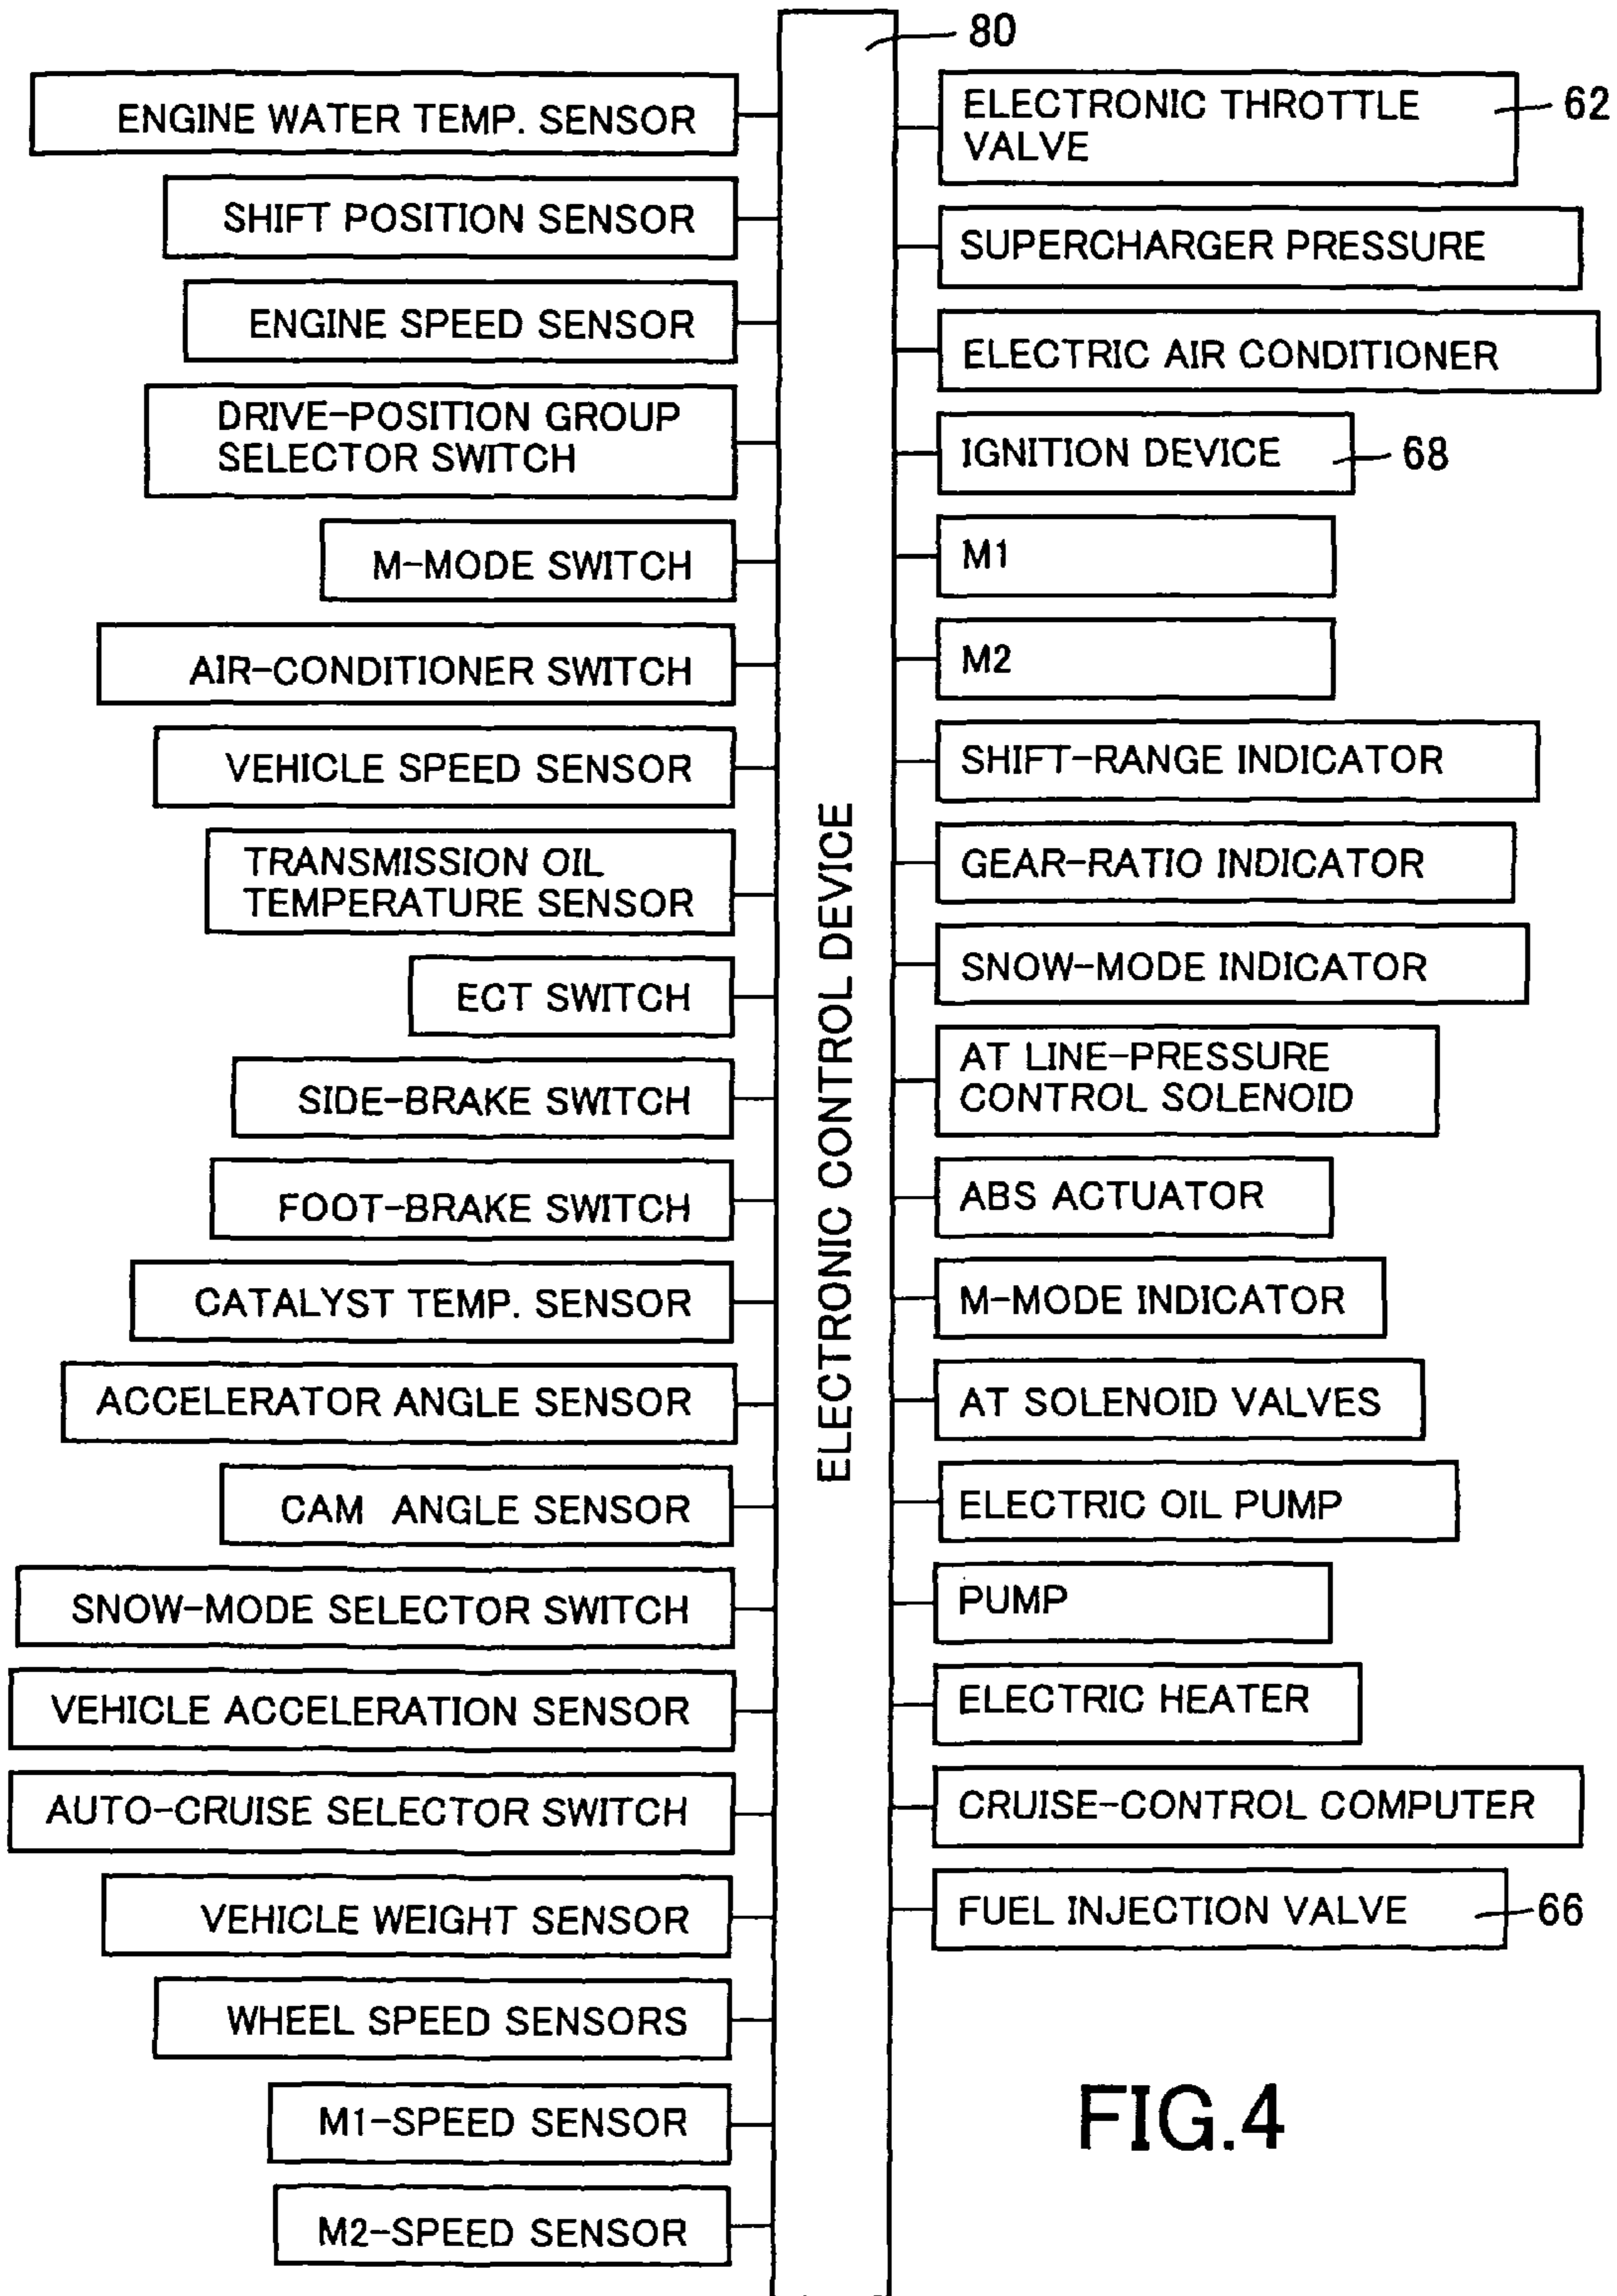 80
ENGINE WATER TEMP. SENSOR
SHIFT POSITION SENSOR
ENGINE SPEED SENSOR
DRIVE-POSITION GROUP
SELECTOR SWITCH
M-MODE SWITCH
AIR-CONDITIONER SWITCH
VEHICLE SPEED SENSOR
TRANSMISSION OIL
TEMPERATURE SENSOR
ECT SWITCH
SIDE-BRAKE SWITCH
FOOT-BRAKE SWITCH
CATALYST TEMP. SENSOR
ACCELERATOR ANGLE SENSOR
CAM ANGLE SENSOR
SNOW-MODE SELECTOR SWITCH
VEHICLE ACCELERATION SENSOR
AUTO-CRUISE SELECTOR SWITCH
VEHICLE WEIGHT SENSOR
WHEEL SPEED SENSORS
M1-SPEED SENSOR
M2-SPEED SENSOR
ELECTRONIC CONTROL DEVICE
ELECTRONIC THROTTLE
VALVE
62
SUPERCHARGER PRESSURE
ELECTRIC AIR CONDITIONER
IGNITION DEVICE
68
M1
M2
SHIFT-RANGE INDICATOR
GEAR-RATIO INDICATOR
SNOW-MODE INDICATOR
AT LINE-PRESSURE
CONTROL SOLENOID
ABS ACTUATOR
M-MODE INDICATOR
AT SOLENOID VALVES
ELECTRIC OIL PUMP
PUMP
ELECTRIC HEATER
CRUISE-CONTROL COMPUTER
FUEL INJECTION VALVE
66
FIG.4